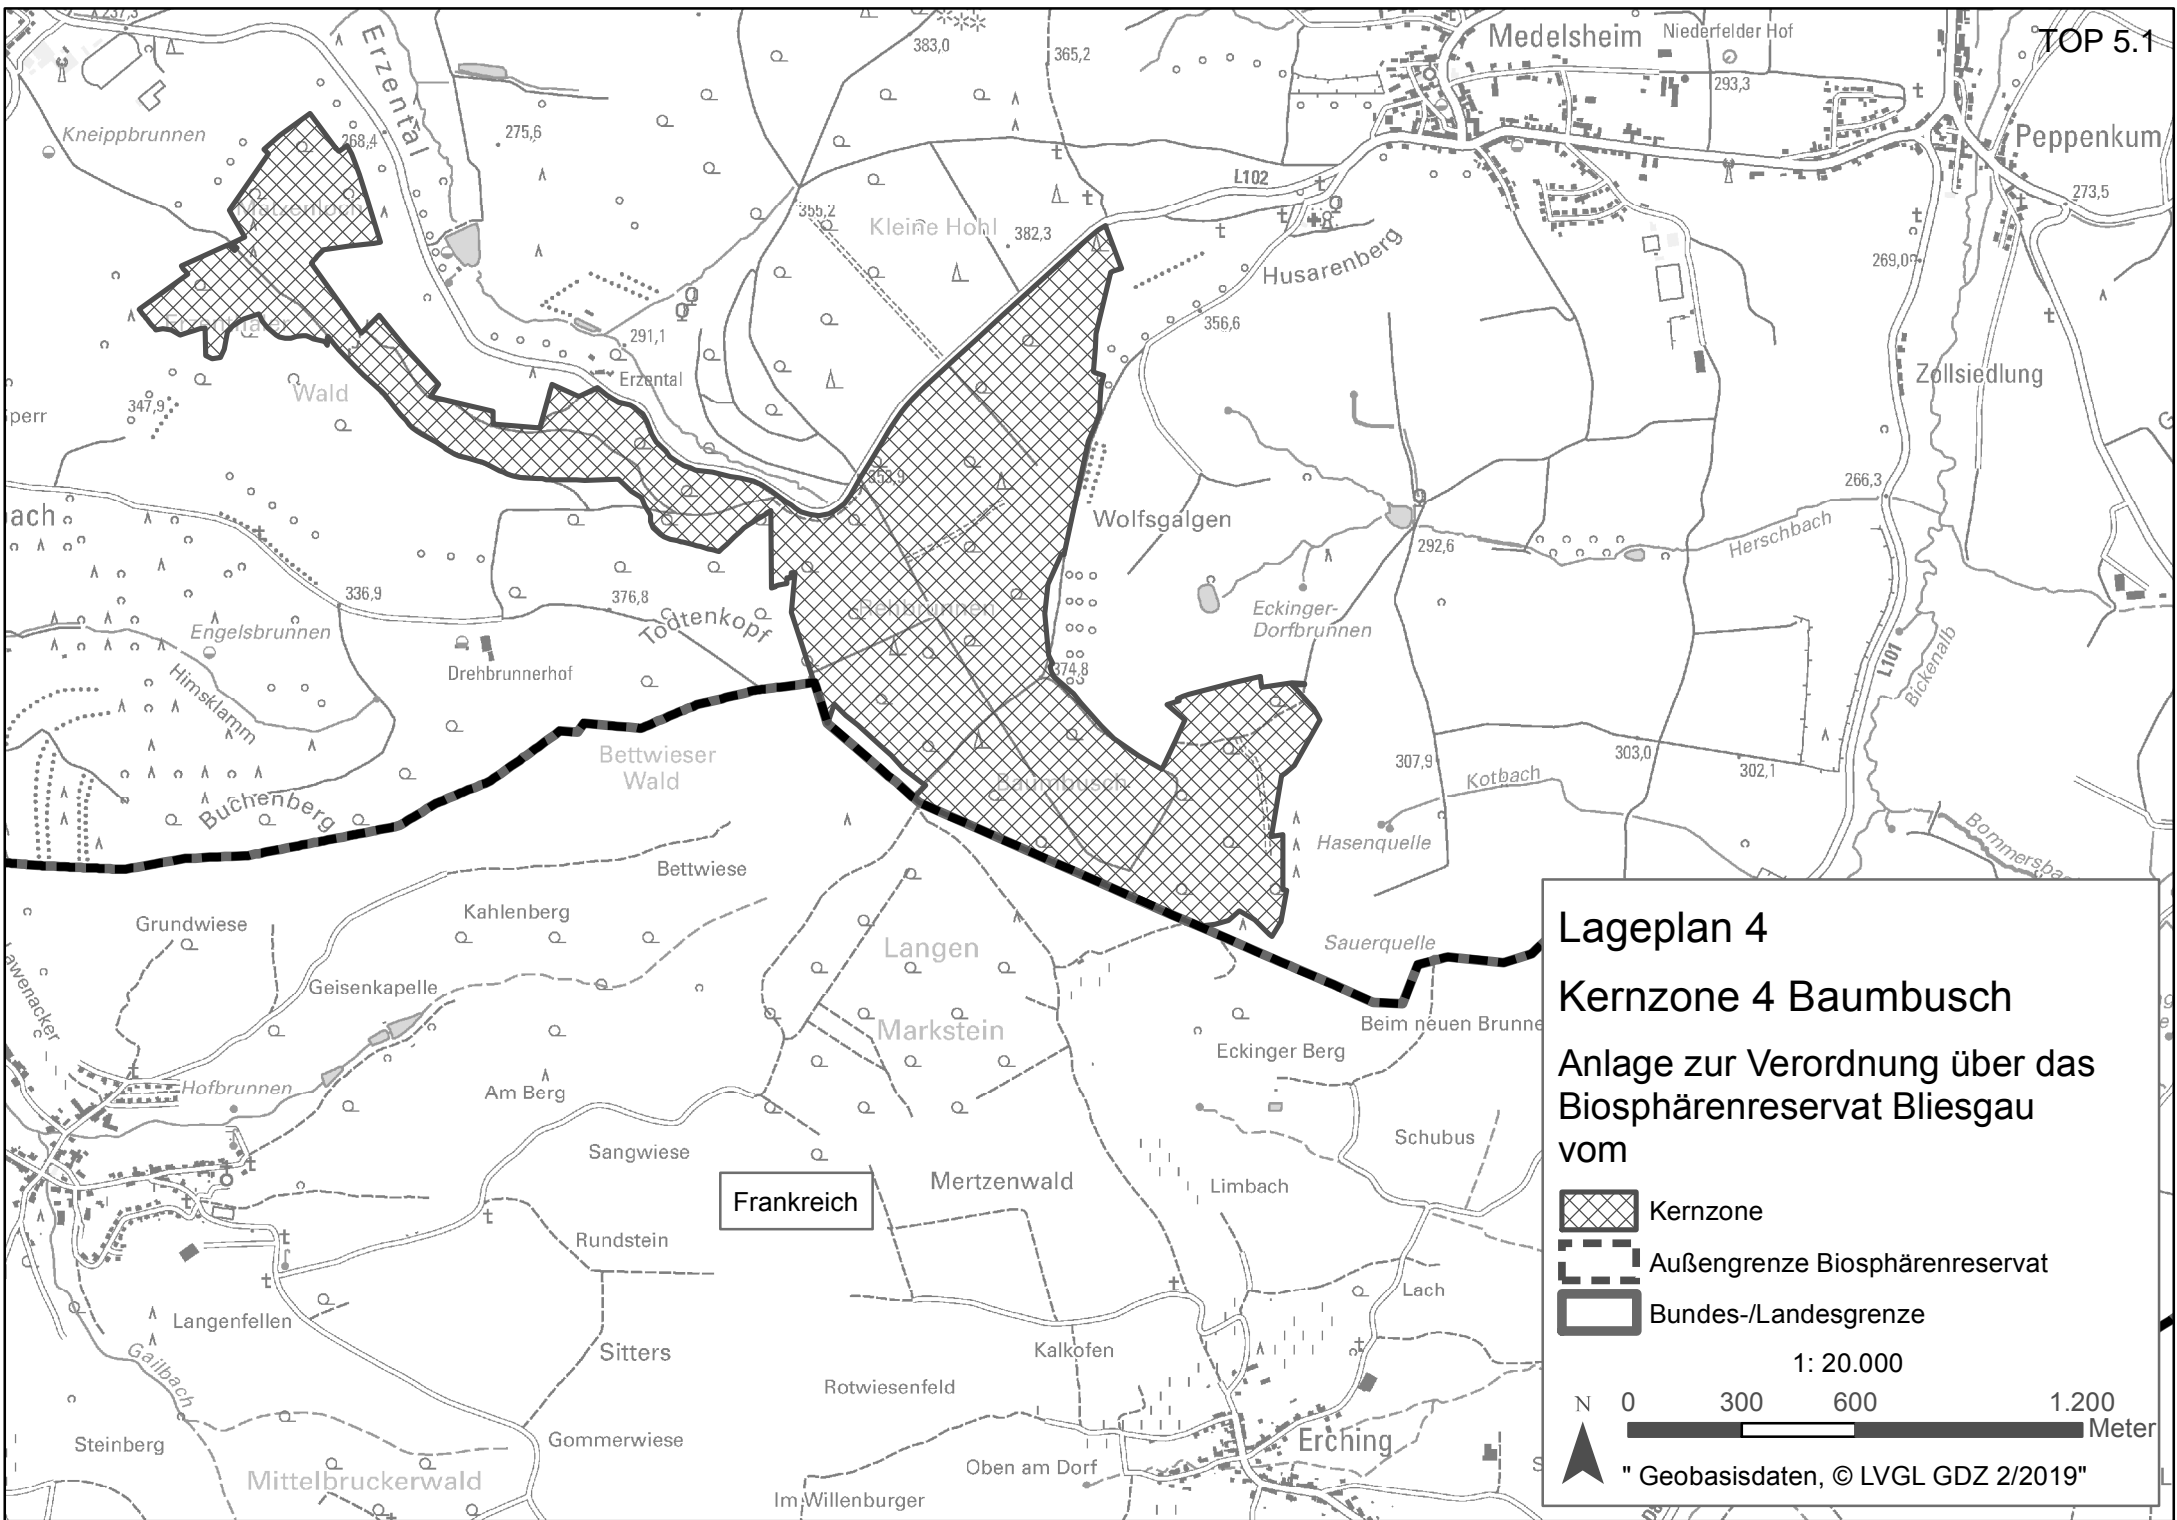 TOP 5.1
237,3
Erzental
383,0
365,2
Medelsheim
Niederfelder Hof
293,3
Peppenkum
Kneippbrunnen
268,4
275,6
L102
273,5
355,2
Kleine Hohl
382,3
Husarenberg
269,0
356,6
291,1
Erzental
Wald
347,9
Zollsiedlung
353,9
Wolfsgalgen
266,3
Herschbach
292,6
336,9
376,8
Todtenkopf
Engelsbrunnen
Drehbrunnerhof
Himsklamm
Rehbrunnen
Eckinger-
Dorfbrunnen
374,8
L101
Bickenalb
Bettwieser
Wald
Buchenberg
Baumbusch
307,9
303,0
302,1
Kotbach
Hasenquelle
Bettwiese
Grundwiese
Kahlenberg
Geisenkapelle
Langen
Markstein
Sauerquelle
Eckinger Berg
Hofbrunnen
Am Berg
Sangwiese
Schubus
Frankreich
Mertzenwald
Limbach
Rundstein
Langenfellen
Lach
Sitters
Kalkofen
Gailbach
Rotwiesenfeld
Steinberg
Gommerwiese
Erching
Mittelbruckerwald
Oben am Dorf
Im Willenburger
Lageplan 4
Kernzone 4 Baumbusch
Anlage zur Verordnung über das
Biosphärenreservat Bliesgau
vom
Kernzone
Außengrenze Biosphärenreservat
Bundes-/Landesgrenze
1: 20.000
N 0 300 600 1.200
Meter
" Geobasisdaten, © LVGL GDZ 2/2019"